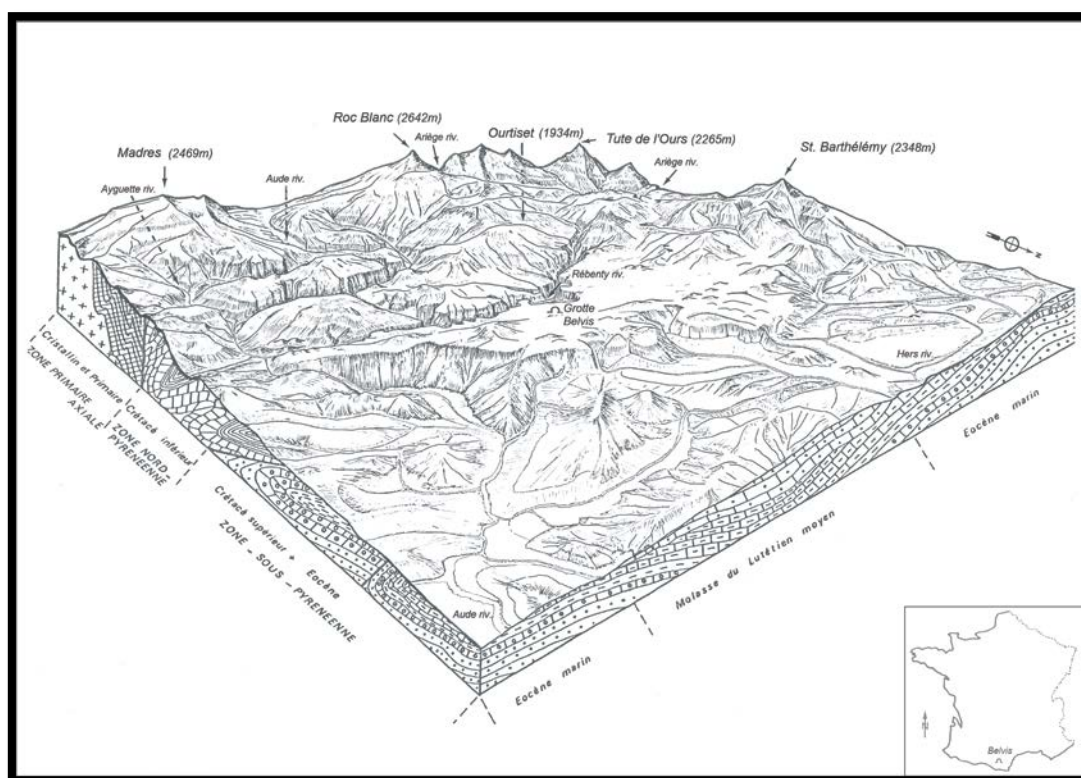 Roc Blanc (2642m)
Ariège riv.
Ourtiset (1934m)
Tute de l'Ours (2265m)
Madres (2469m)
Ariège riv.
St. Barthélémy (2348m)
Ayguette riv.
Aude riv.
N
Rébenty riv.
Grotte
Belvis
Hers riv.
Cristallin et Primaire
ZONE PRIMAIRE
AXIALE
Crétacé inférieur
ZONE NORD-
PYRENEENNE
Crétacé supérieur + Eocène
ZONE - SOUS - PYRENEENNE
Aude riv.
Eocène marin
Molasse du Lutétien moyen
Eocène marin
N
Belvis